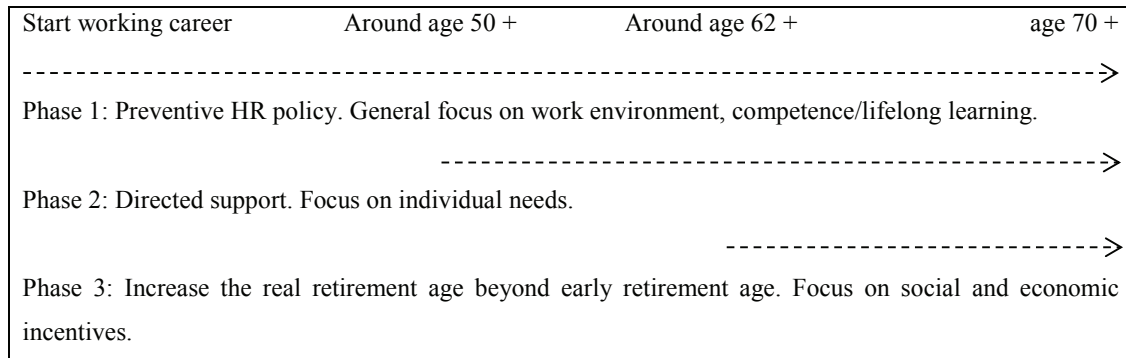 Start working career Around age 50 + Around age 62 + age 70 +
Phase 1: Preventive HR policy. General focus on work environment, competence/lifelong learning.
Phase 2: Directed support. Focus on individual needs.
Phase 3: Increase the real retirement age beyond early retirement age. Focus on social and economic
incentives.